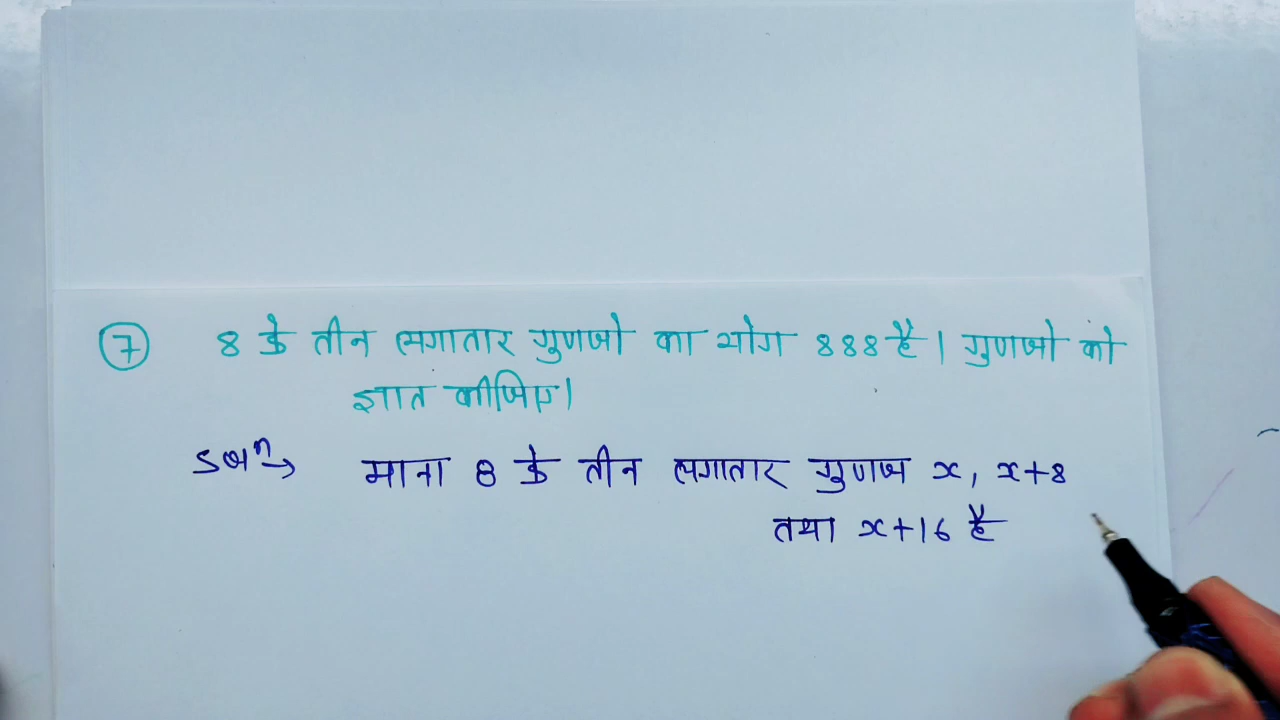 ⑦ 8 के तीन लगातार गुणजो का योग 888 है। गुणजो को
ज्ञात कीजिए।
Solⁿ→ माना 8 के तीन लगातार गुणज x, x+8
तथा x+16 है